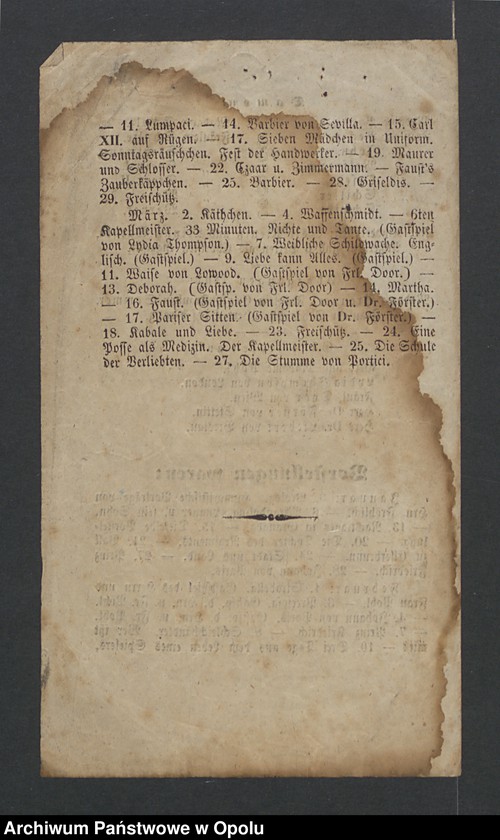 — 11. Lumpaci. — 14. Barbier von Sevilla. — 15. Carl
XII. auf Rügen. — 17. Sieben Mädchen in Uniform.
Sonntagsräuschchen. Fest der Handwerker. — 19. Maurer
und Schlosser. — 22. Czaar u. Zimmermann. — Faust's
Zauberkäppchen. — 25. Barbier. — 28. Griseldis. —
29. Freischütz.
März. 2. Käthchen. — 4. Waffenschmidt. — 6ten
Kapellmeister. 33 Minuten. Nichte und Tante. (Gastspiel
von Lydia Thompson.) — 7. Weibliche Schildwache. Eng-
lisch. (Gastspiel.) — 9. Liebe kann Alles. (Gastspiel.) —
11. Waise von Lowood. (Gastspiel von Frl. Door.) —
13. Deborah. (Gastsp. von Frl. Door) — 14. Martha.
— 16. Faust. (Gastspiel von Frl. Door u. Dr. Förster.)
— 17. Pariser Sitten. (Gastspiel von Dr. Förster.) —
18. Kabale und Liebe. — 23. Freischütz. — 24. Eine
Posse als Medizin. Der Kapellmeister. — 25. Die Schule
der Verliebten. — 27. Die Stumme von Portici.
Archiwum Państwowe w Opolu